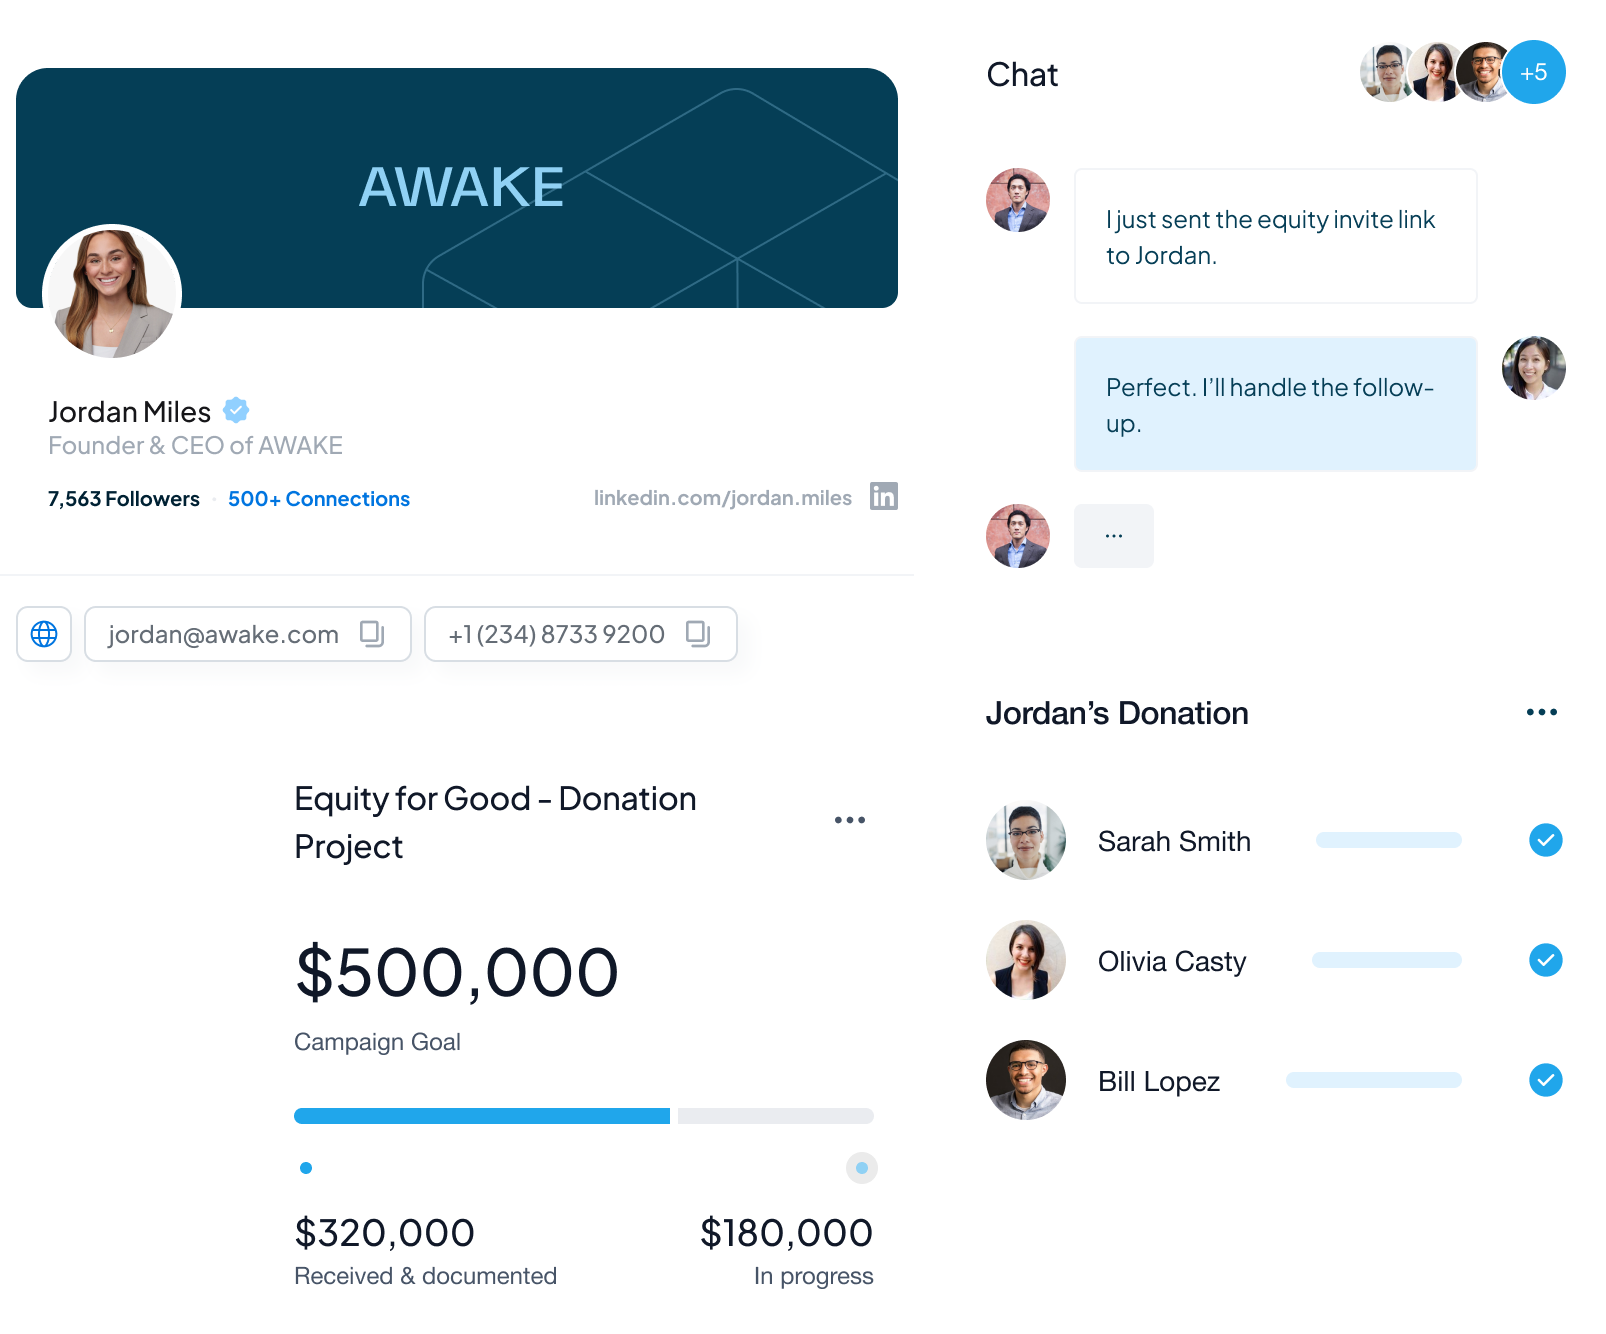 AWAKE
Jordan Miles
Founder & CEO of AWAKE
7,563 Followers · 500+ Connections
linkedin.com/jordan.miles
in
jordan@awake.com
+1 (234) 8733 9200
Equity for Good - Donation
Project
$500,000
Campaign Goal
$320,000
Received & documented
$180,000
In progress
Chat
+5
I just sent the equity invite link
to Jordan.
Perfect. I’ll handle the follow-
up.
...
Jordan’s Donation
Sarah Smith
Olivia Casty
Bill Lopez